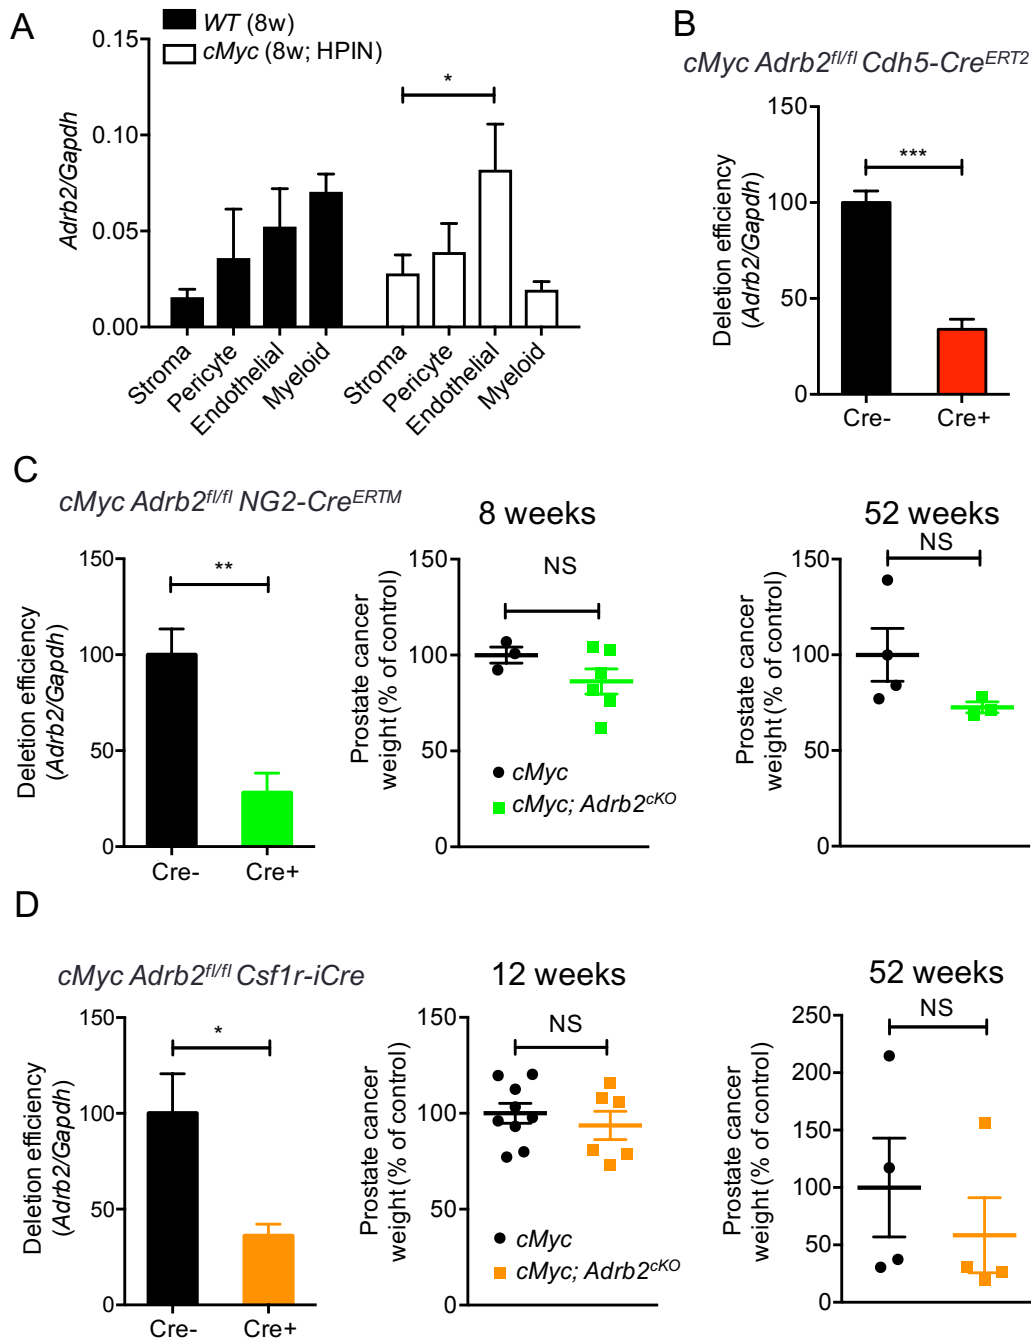 A
WT (8w)
cMyc (8w; HPIN)
Adrb2/Gapdh
0.15
0.10
0.05
0.00
*
Stroma
Pericyte
Endothelial
Myeloid
Stroma
Pericyte
Endothelial
Myeloid
B
cMyc Adrb2fl/fl Cdh5-CreERT2
Deletion efficiency
(Adrb2/Gapdh)
150
100
50
0
***
Cre-
Cre+
C
cMyc Adrb2fl/fl NG2-CreERTM
Deletion efficiency
(Adrb2/Gapdh)
150
100
50
0
**
Cre-
Cre+
8 weeks
Prostate cancer
weight (% of control)
150
100
50
0
NS
cMyc
cMyc; Adrb2cKO
52 weeks
Prostate cancer
weight (% of control)
150
100
50
0
NS
D
cMyc Adrb2fl/fl Csf1r-iCre
Deletion efficiency
(Adrb2/Gapdh)
150
100
50
0
*
Cre-
Cre+
12 weeks
Prostate cancer
weight (% of control)
150
100
50
0
NS
cMyc
cMyc; Adrb2cKO
52 weeks
Prostate cancer
weight (% of control)
250
200
150
100
50
0
NS